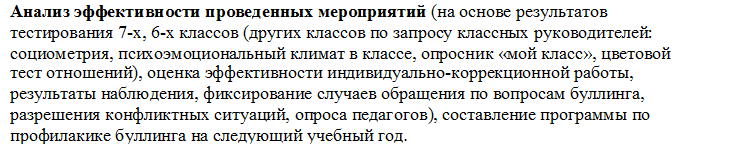 Анализ эффективности проведенных мероприятий (на основе результатов
тестирования 7-х, 6-х классов (других классов по запросу классных руководителей:
социометрия, психоэмоциональный климат в классе, опросник «мой класс», цветовой
тест отношений), оценка эффективности индивидуально-коррекционной работы,
результаты наблюдения, фиксирование случаев обращения по вопросам буллинга,
разрешения конфликтных ситуаций, опроса педагогов), составление программы по
профилакике буллинга на следующий учебный год.